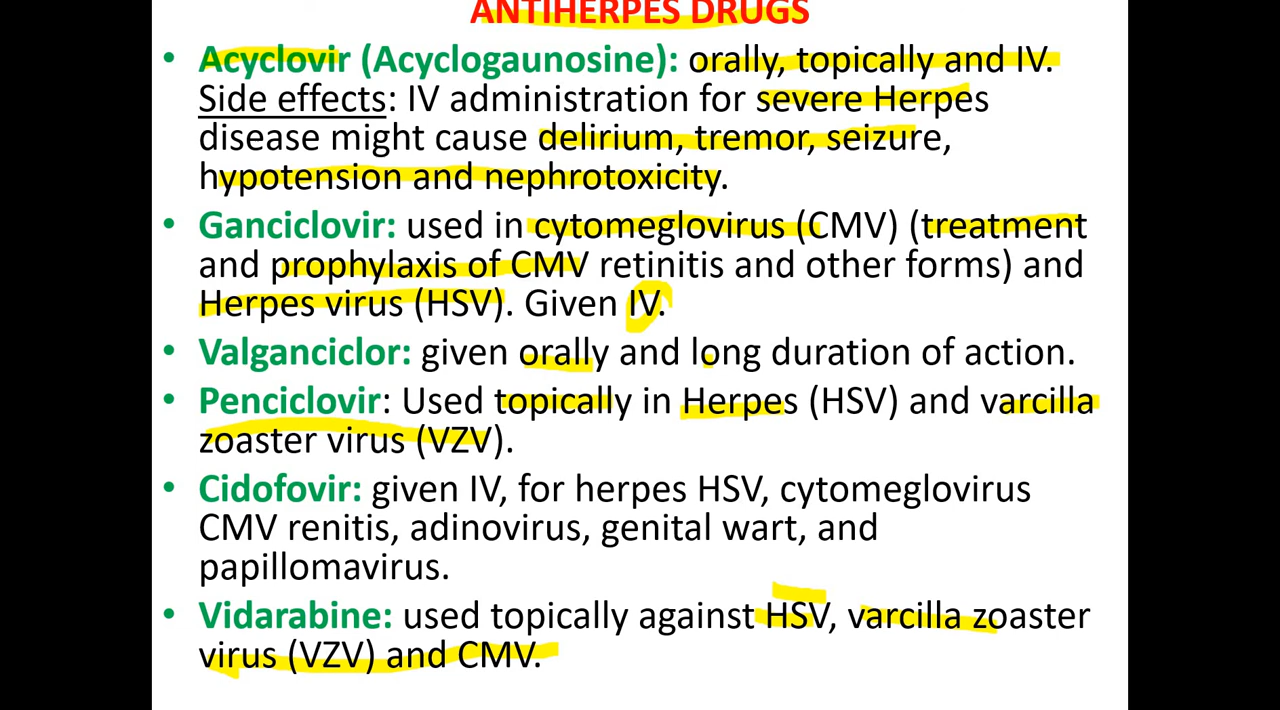 ANTIHERPES DRUGS
• Acyclovir (Acyclogaunosine): orally, topically and IV.
Side effects: IV administration for severe Herpes
disease might cause delirium, tremor, seizure,
hypotension and nephrotoxicity.
• Ganciclovir: used in cytomeglovirus (CMV) (treatment
and prophylaxis of CMV retinitis and other forms) and
Herpes virus (HSV). Given IV.
• Valganciclor: given orally and long duration of action.
• Penciclovir: Used topically in Herpes (HSV) and varcilla
zoaster virus (VZV).
• Cidofovir: given IV, for herpes HSV, cytomeglovirus
CMV renitis, adinovirus, genital wart, and
papillomavirus.
• Vidarabine: used topically against HSV, varcilla zoaster
virus (VZV) and CMV.